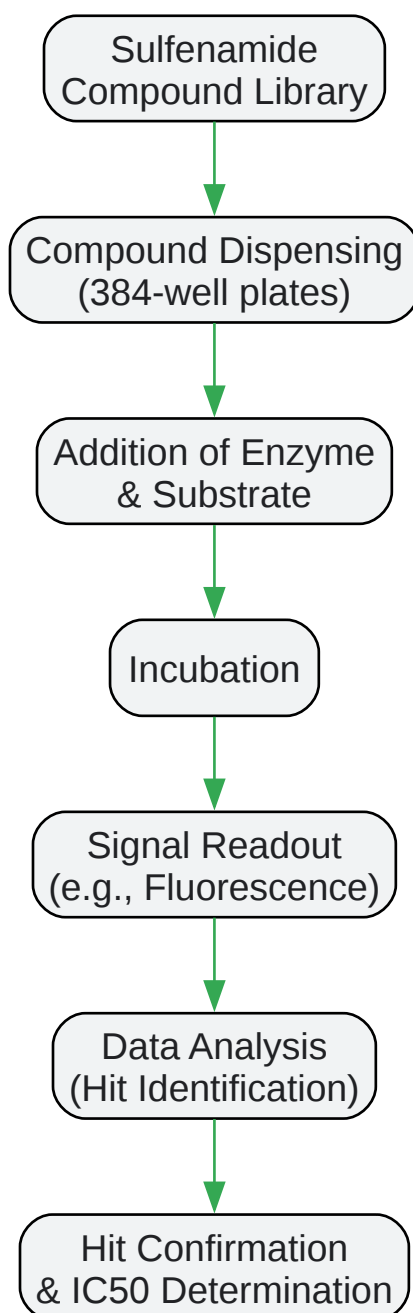 Sulfenamide
Compound Library
Compound Dispensing
(384-well plates)
Addition of Enzyme
& Substrate
Incubation
Signal Readout
(e.g., Fluorescence)
Data Analysis
(Hit Identification)
Hit Confirmation
& IC50 Determination